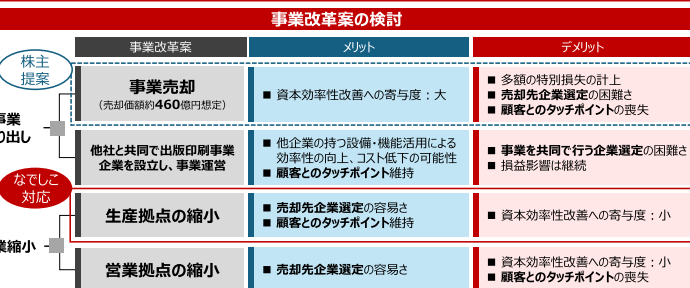 事業改革案の検討
事業改革案
メリット
デメリット
株主
提案
事業売却
（売却価額約460億円想定）
■ 資本効率性改善への寄与度：大
■ 多額の特別損失の計上
■ 売却先企業選定の困難さ
■ 顧客とのタッチポイントの喪失
事業
り出し
他社と共同で出版印刷事業
企業を設立し、事業運営
■ 他企業の持つ設備・機能活用による
効率性の向上、コスト低下の可能性
■ 顧客とのタッチポイント維持
■ 事業を共同で行う企業選定の困難さ
■ 損益影響は継続
なでしこ
対応
生産拠点の縮小
■ 売却先企業選定の容易さ
■ 顧客とのタッチポイント維持
■ 資本効率性改善への寄与度：小
業縮小
営業拠点の縮小
■ 売却先企業選定の容易さ
■ 資本効率性改善への寄与度：小
■ 顧客とのタッチポイントの喪失